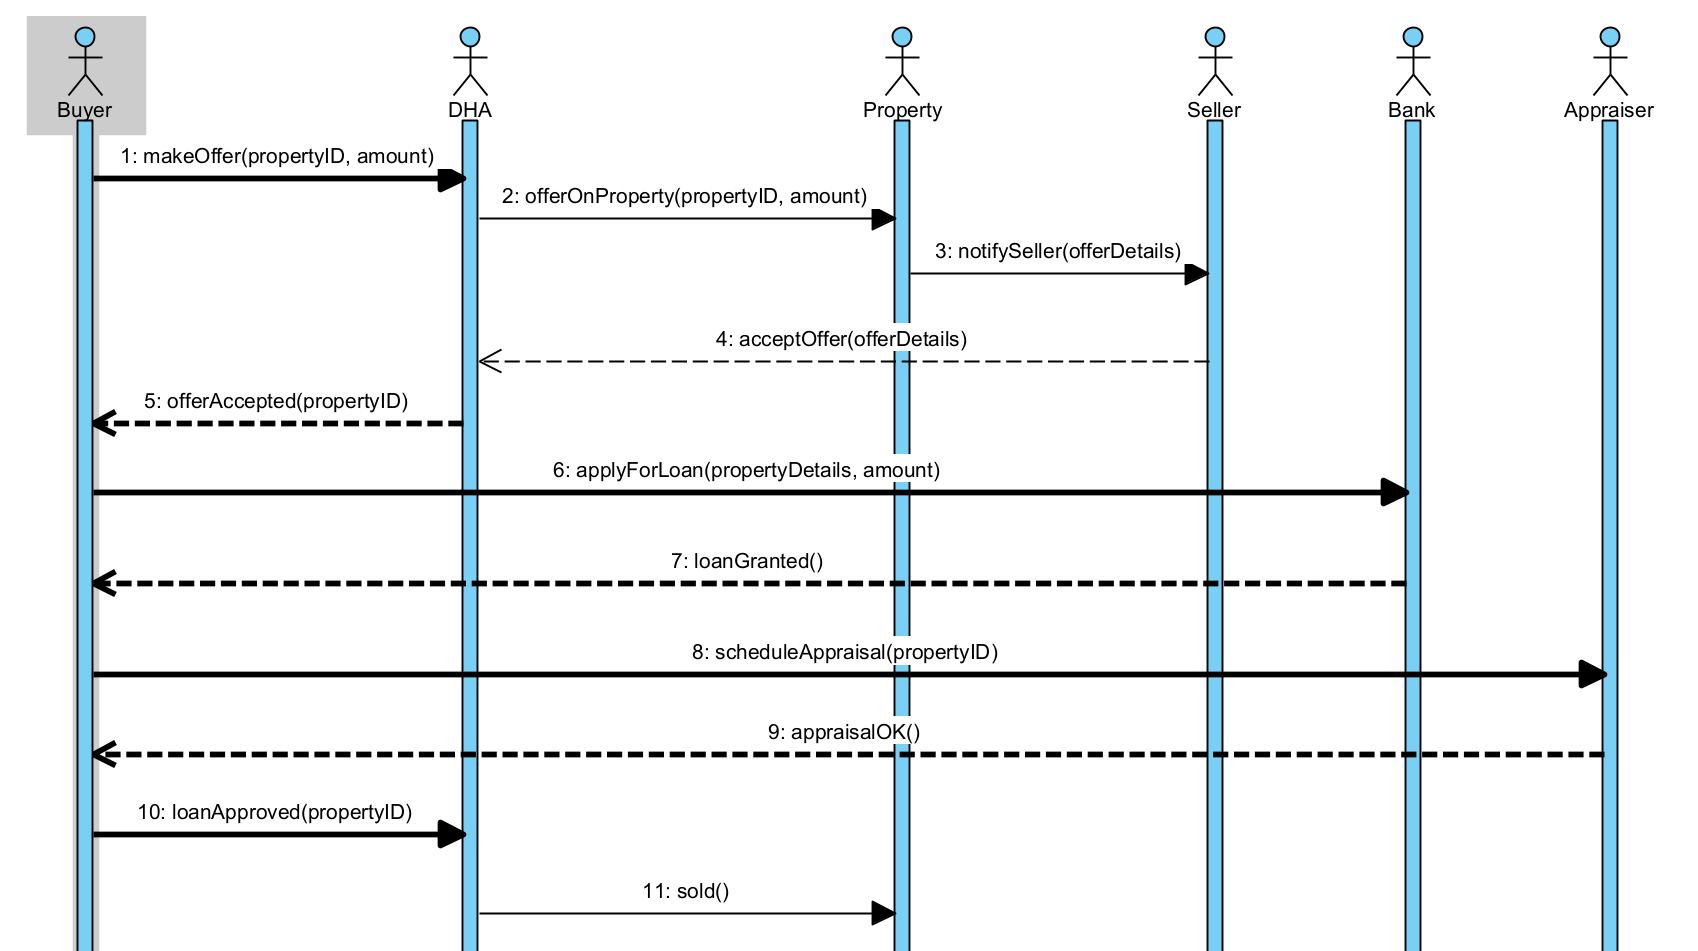 Buyer
DHA
Property
Seller
Bank
Appraiser
1: makeOffer(propertyID, amount)
2: offerOnProperty(propertyID, amount)
3: notifySeller(offerDetails)
4: acceptOffer(offerDetails)
5: offerAccepted(propertyID)
6: applyForLoan(propertyDetails, amount)
7: loanGranted()
8: scheduleAppraisal(propertyID)
9: appraisalOK()
10: loanApproved(propertyID)
11: sold()